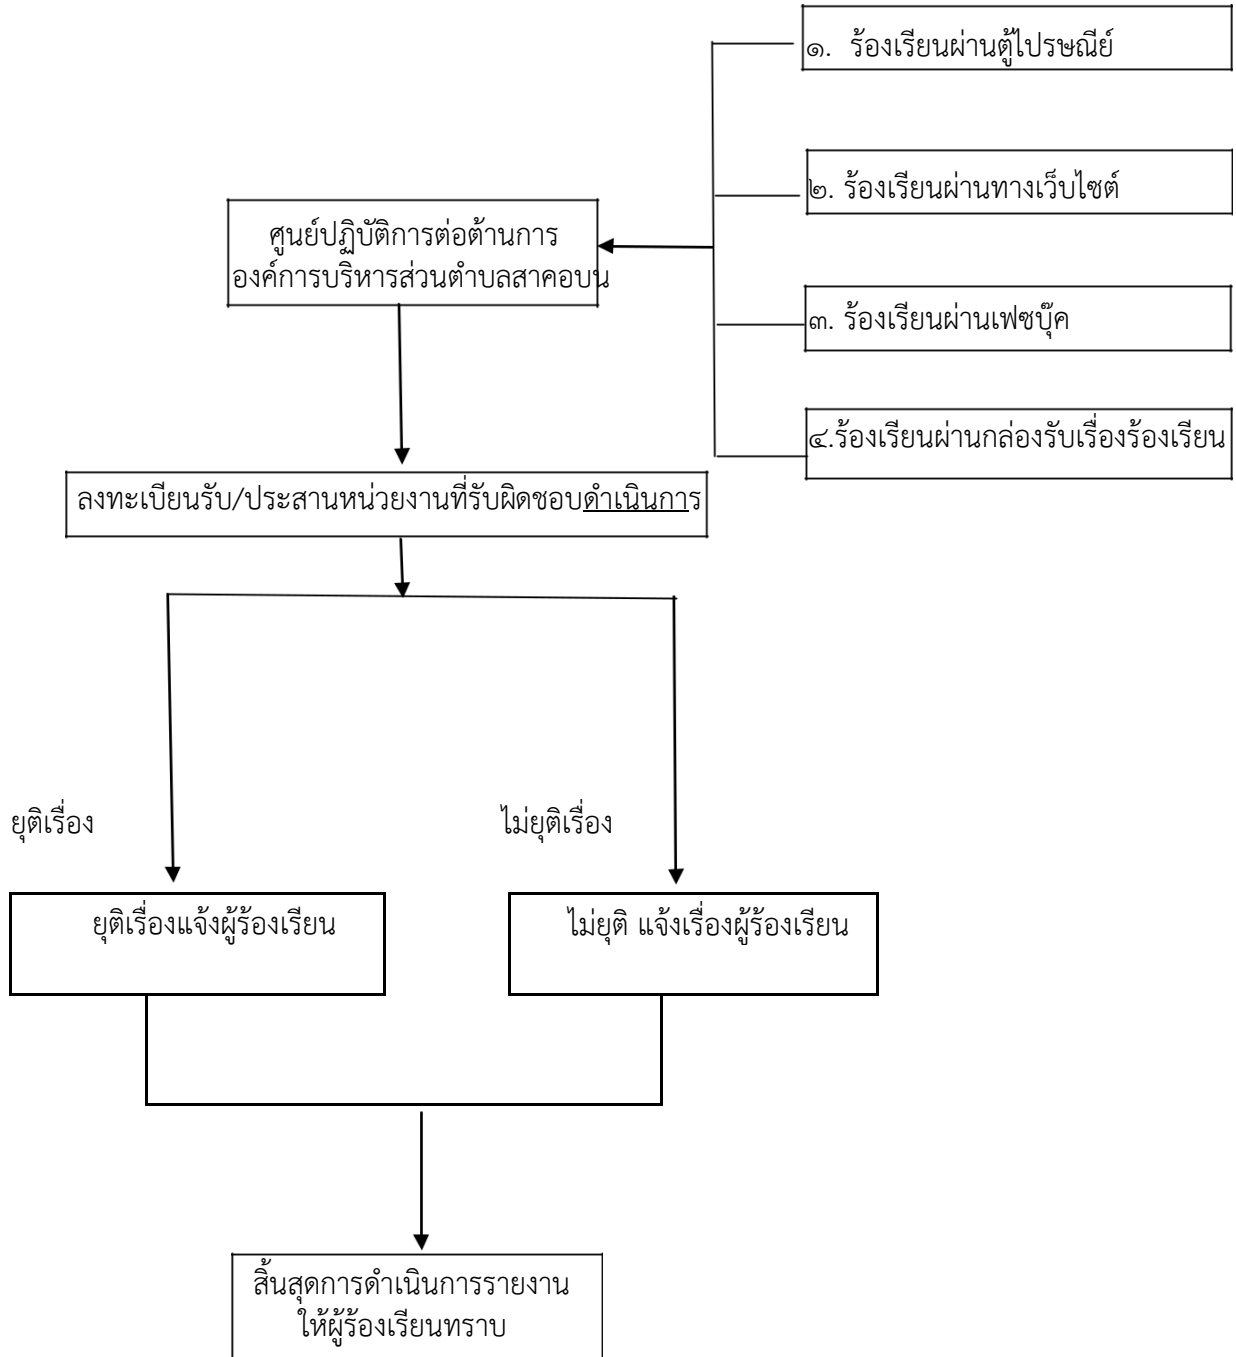 ๑. ร้องเรียนผ่านตู้ไปรษณีย์
๒. ร้องเรียนผ่านทางเว็บไซต์
ศูนย์ปฏิบัติการต่อต้านการ
องค์การบริหารส่วนตำบลสาคอบน
๓. ร้องเรียนผ่านเฟซบุ๊ค
๔.ร้องเรียนผ่านกล่องรับเรื่องร้องเรียน
ลงทะเบียนรับ/ประสานหน่วยงานที่รับผิดชอบดำเนินการ
ยุติเรื่อง
ไม่ยุติเรื่อง
ยุติเรื่องแจ้งผู้ร้องเรียน
ไม่ยุติ แจ้งเรื่องผู้ร้องเรียน
สิ้นสุดการดำเนินการรายงาน
ให้ผู้ร้องเรียนทราบ